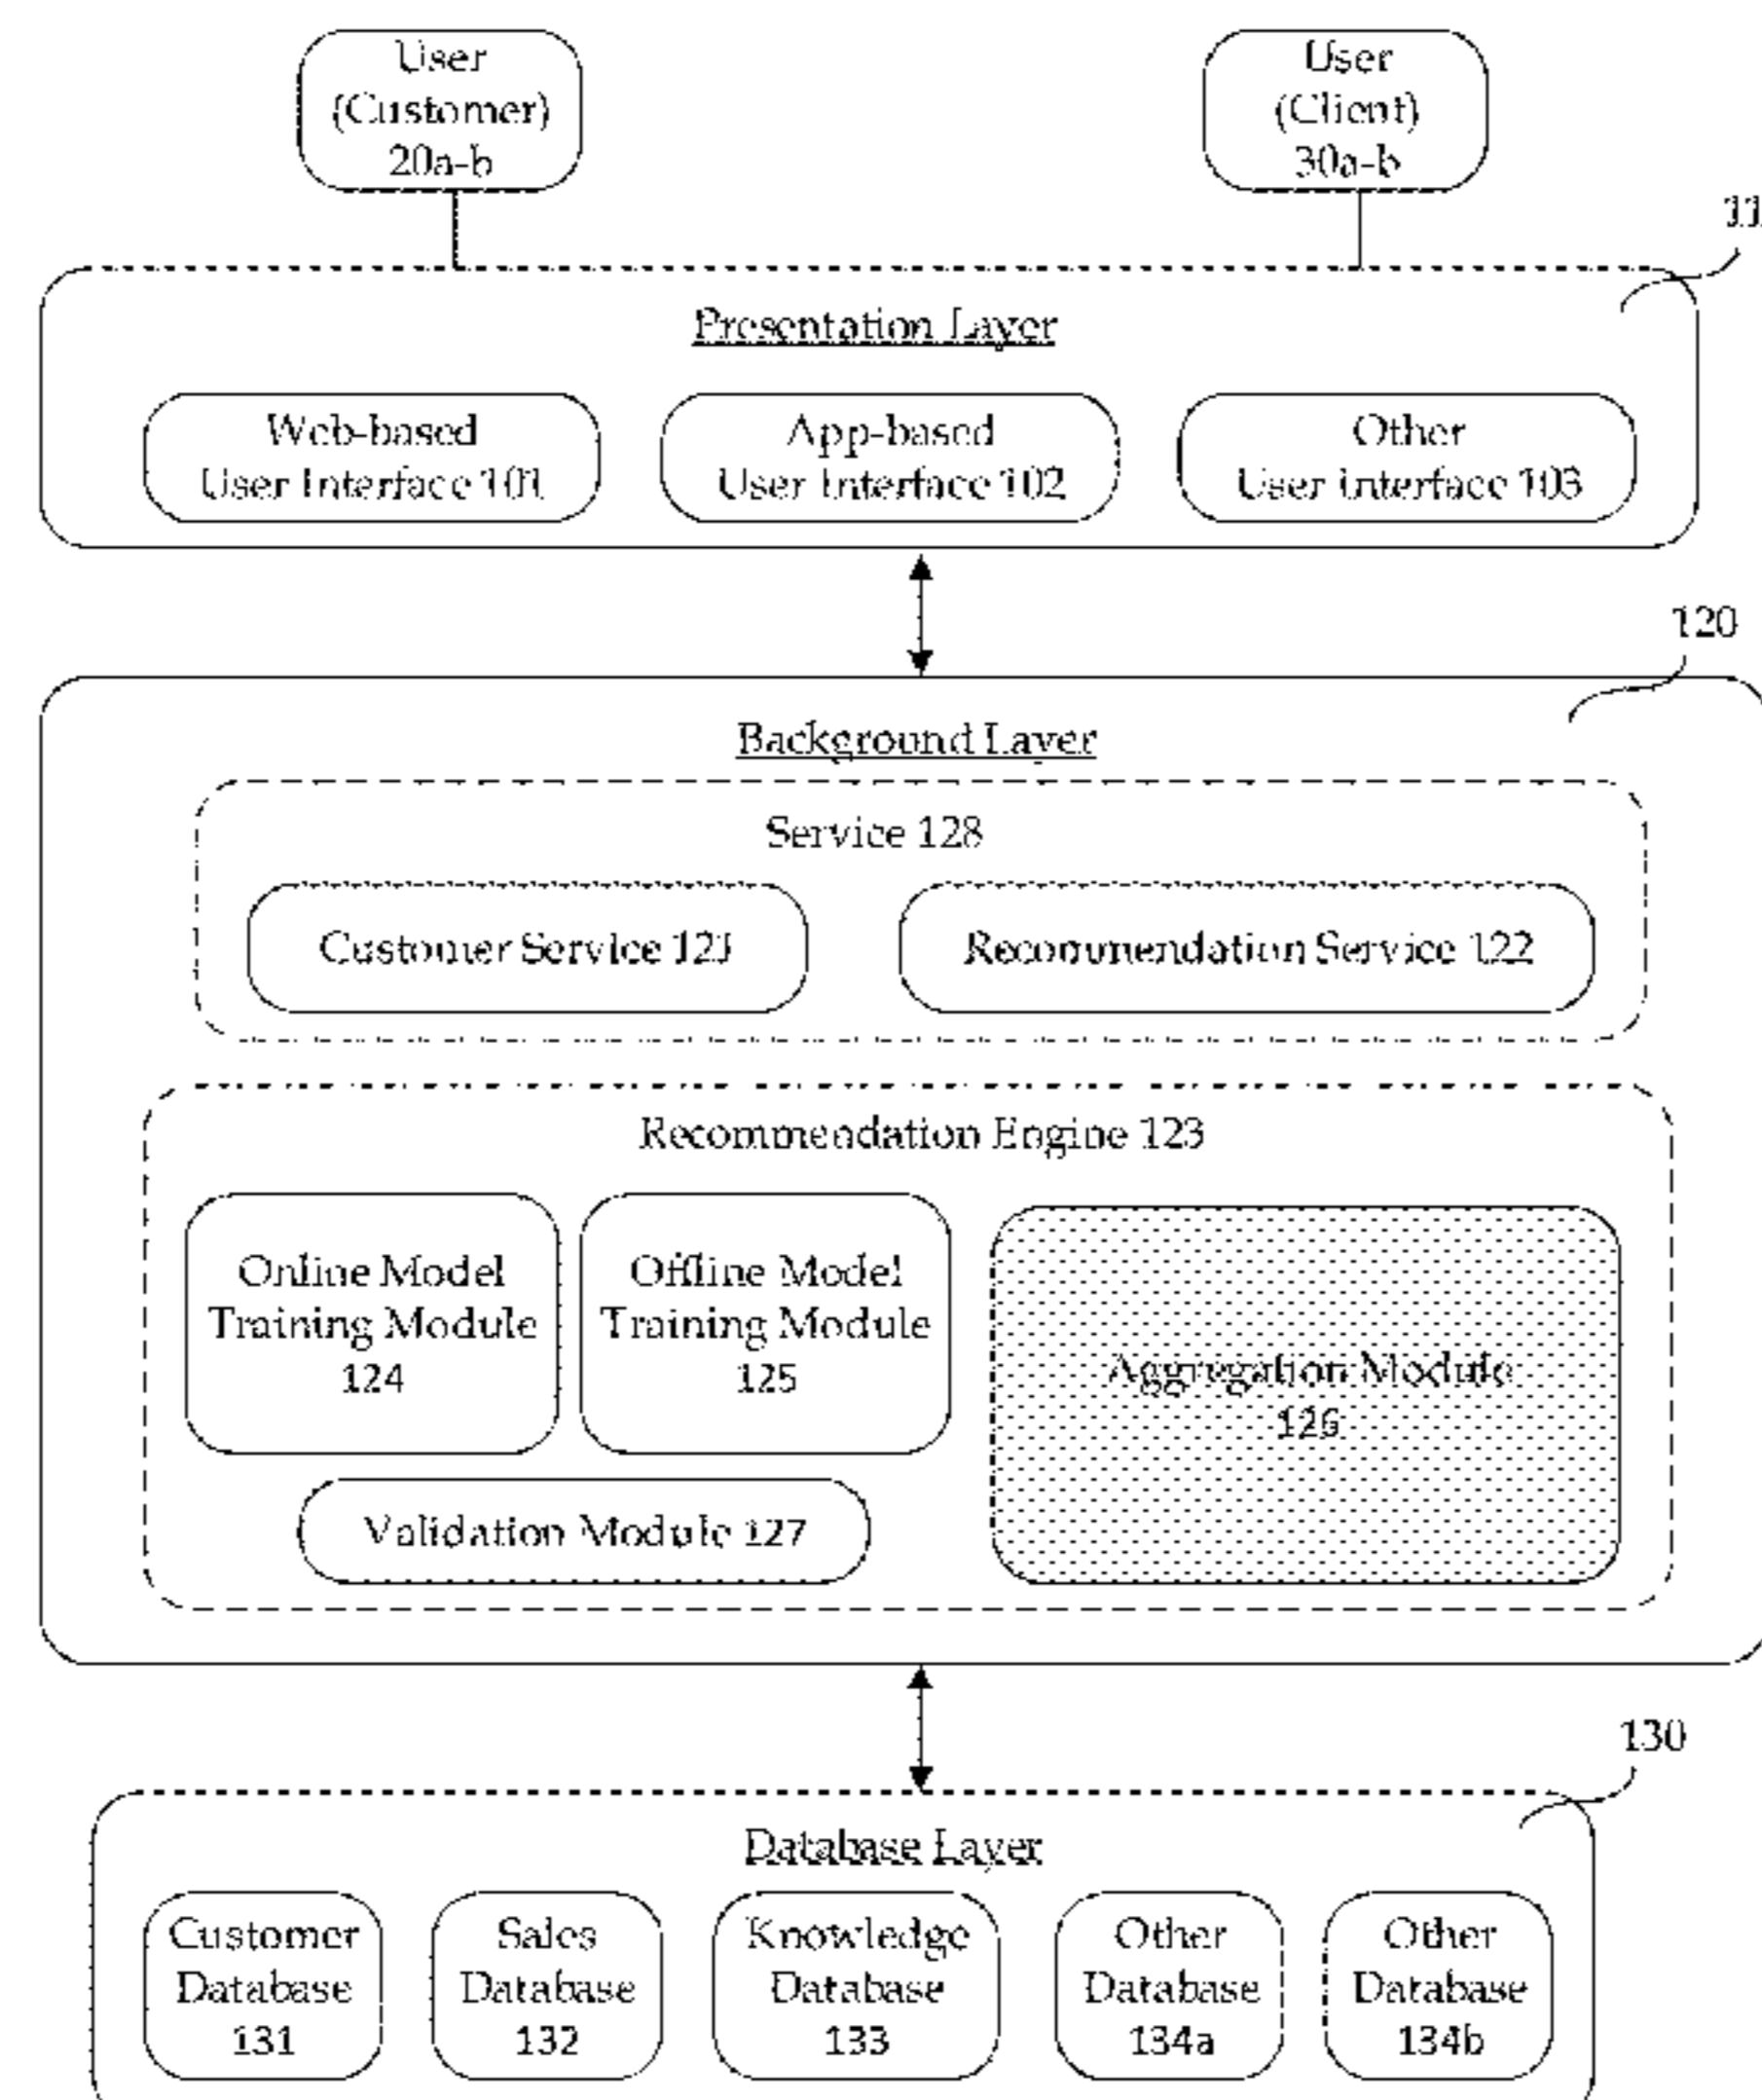 User
(Customer)
20a-b
User
(Client)
30a-b
11
Presentation Layer
Web-based
User Interface 101
App-based
User Interface 102
Other
User Interface 103
120
Background Layer
Service 128
Customer Service 121
Recommendation Service 122
Recommendation Engine 123
Online Model
Training Module
124
Offline Model
Training Module
125
Aggregation Module
126
Validation Module 127
130
Database Layer
Customer
Database
131
Sales
Database
132
Knowledge
Database
133
Other
Database
134a
Other
Database
134b